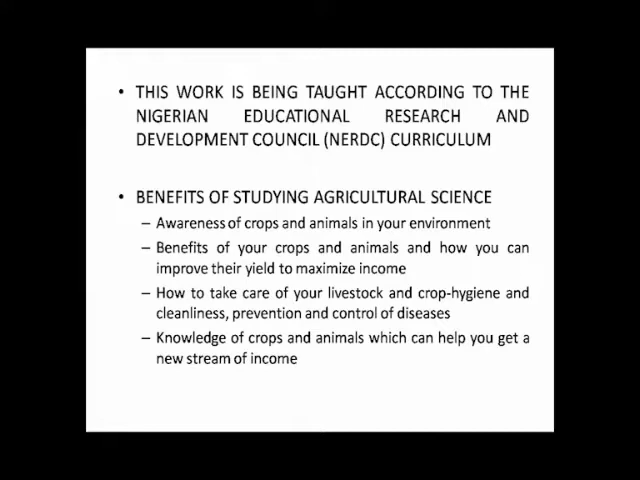 • THIS WORK IS BEING TAUGHT ACCORDING TO THE
NIGERIAN EDUCATIONAL RESEARCH AND
DEVELOPMENT COUNCIL (NERDC) CURRICULUM
• BENEFITS OF STUDYING AGRICULTURAL SCIENCE
– Awareness of crops and animals in your environment
– Benefits of your crops and animals and how you can
improve their yield to maximize income
– How to take care of your livestock and crop-hygiene and
cleanliness, prevention and control of diseases
– Knowledge of crops and animals which can help you get a
new stream of income